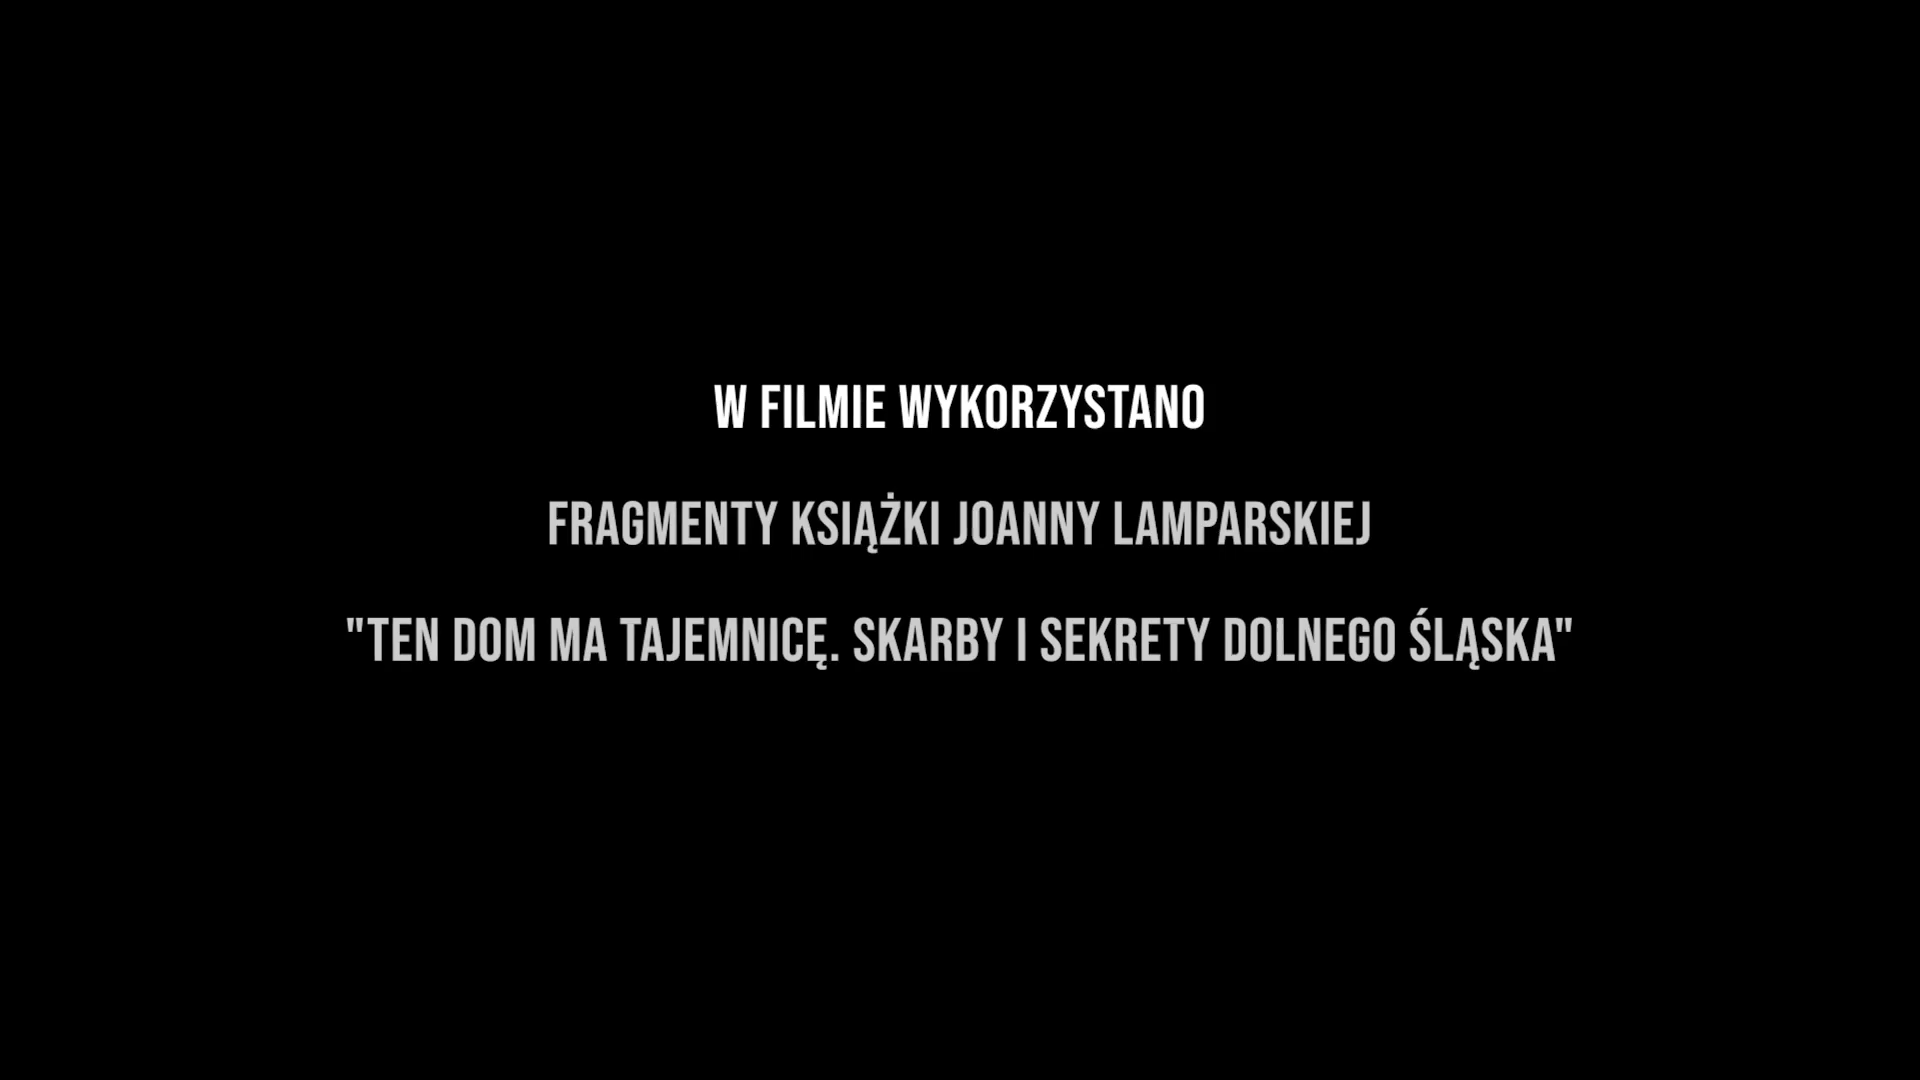 W FILMIE WYKORZYSTANO
FRAGMENTY KSIĄŻKI JOANNY LAMPARSKIEJ
"TEN DOM MA TAJEMNICĘ. SKARBY I SEKRETY DOLNEGO ŚLĄSKA"